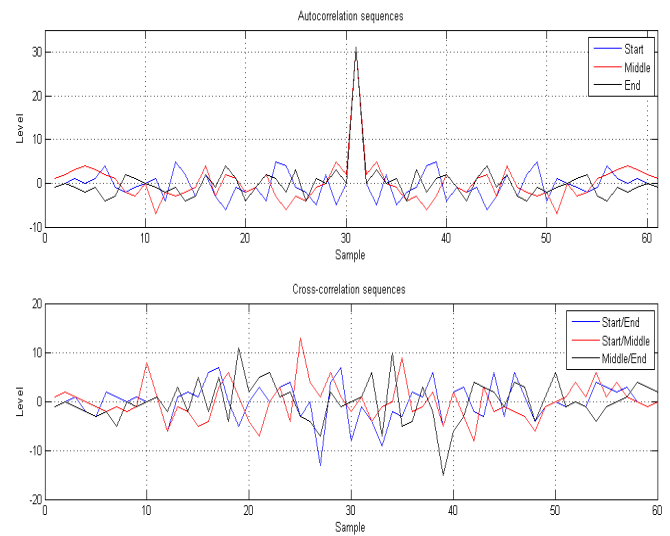 Autocorrelation sequences
Level
30
20
10
0
-10
Start
Middle
End
0
10
20
30
40
50
60
Sample
Cross-correlation sequences
Level
20
10
0
-10
-20
Start/End
Start/Middle
Middle/End
0
10
20
30
40
50
60
Sample